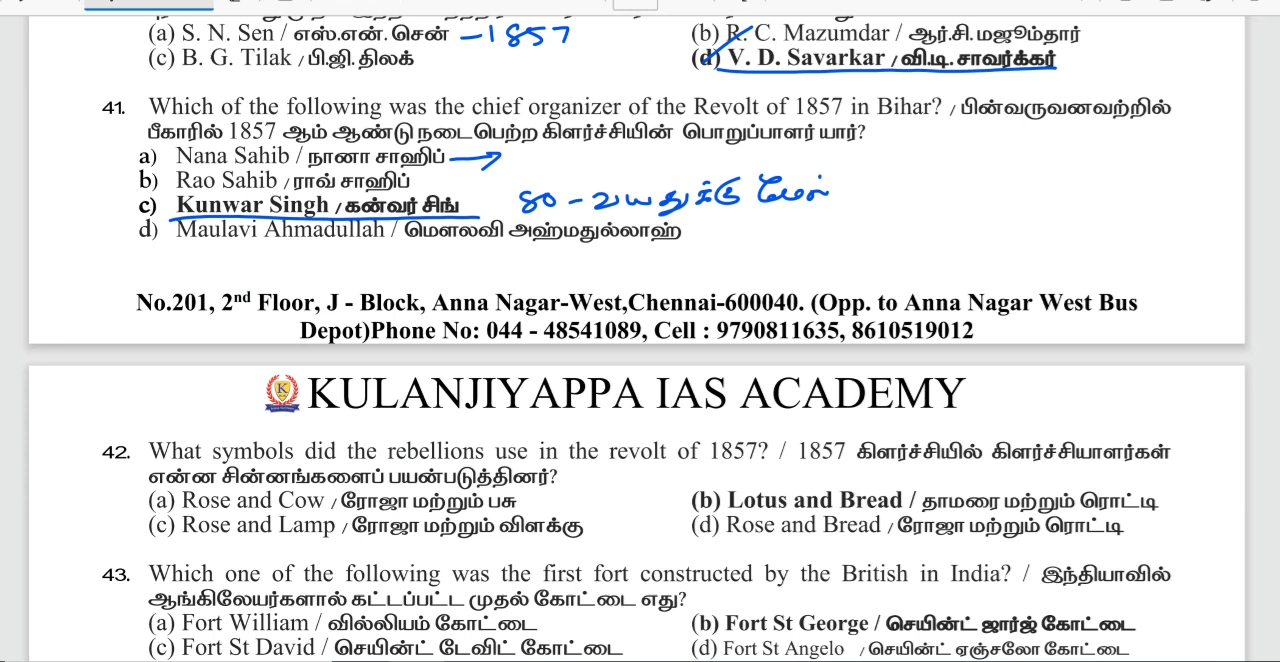 (a) S. N. Sen / எஸ்.என்.சென் -1857 (b) R. C. Mazumdar / ஆர்.சி.மஜூம்தார்
(c) B. G. Tilak / பி.ஜி.திலக் (d) V. D. Savarkar / வி.டி.சாவர்க்கர்
41. Which of the following was the chief organizer of the Revolt of 1857 in Bihar? / பின்வருவனவற்றில்
பீகாரில் 1857 ஆம் ஆண்டு நடைபெற்ற கிளர்ச்சியின் பொறுப்பாளர் யார்?
a) Nana Sahib / நானா சாஹிப்
b) Rao Sahib / ராவ் சாஹிப்
c) Kunwar Singh / கன்வர் சிங் 80 - வயதுக்கு மேல்
d) Maulavi Ahmadullah / மௌலவி அஹ்மதுல்லாஹ்
No.201, 2nd Floor, J - Block, Anna Nagar-West,Chennai-600040. (Opp. to Anna Nagar West Bus
Depot)Phone No: 044 - 48541089, Cell : 9790811635, 8610519012
KULANJIYAPPA IAS ACADEMY
42. What symbols did the rebellions use in the revolt of 1857? / 1857 கிளர்ச்சியில் கிளர்ச்சியாளர்கள்
என்ன சின்னங்களைப் பயன்படுத்தினர்?
(a) Rose and Cow / ரோஜா மற்றும் பசு (b) Lotus and Bread / தாமரை மற்றும் ரொட்டி
(c) Rose and Lamp / ரோஜா மற்றும் விளக்கு (d) Rose and Bread / ரோஜா மற்றும் ரொட்டி
43. Which one of the following was the first fort constructed by the British in India? / இந்தியாவில்
ஆங்கிலேயர்களால் கட்டப்பட்ட முதல் கோட்டை எது?
(a) Fort William / வில்லியம் கோட்டை (b) Fort St George / செயின்ட் ஜார்ஜ் கோட்டை
(c) Fort St David / செயின்ட் டேவிட் கோட்டை (d) Fort St Angelo / செயின்ட் ஏஞ்சலோ கோட்டை